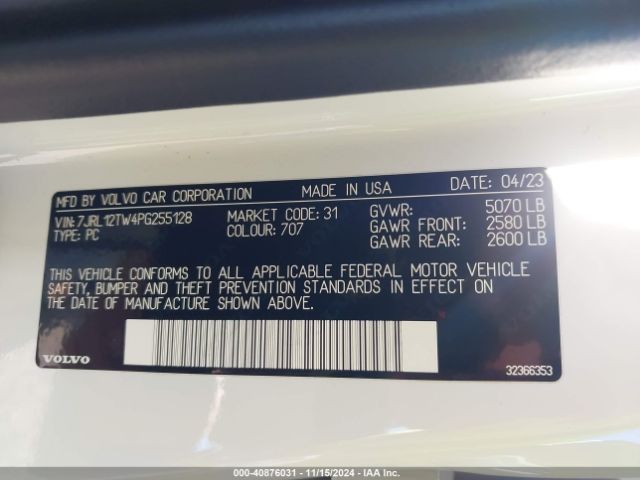 MFD BY VOLVO CAR CORPORATION MADE IN USA DATE: 04/23
VIN: 7JRL12TW4PG255128 MARKET CODE: 31 GVWR: 5070 LB
TYPE: PC COLOUR: 707 GAWR FRONT: 2580 LB
GAWR REAR: 2600 LB
THIS VEHICLE CONFORMS TO ALL APPLICABLE FEDERAL MOTOR VEHICLE
SAFETY, BUMPER AND THEFT PREVENTION STANDARDS IN EFFECT ON
THE DATE OF MANUFACTURE SHOWN ABOVE.
VOLVO 32366353
000-40876031 - 11/15/2024 - IAA Inc.